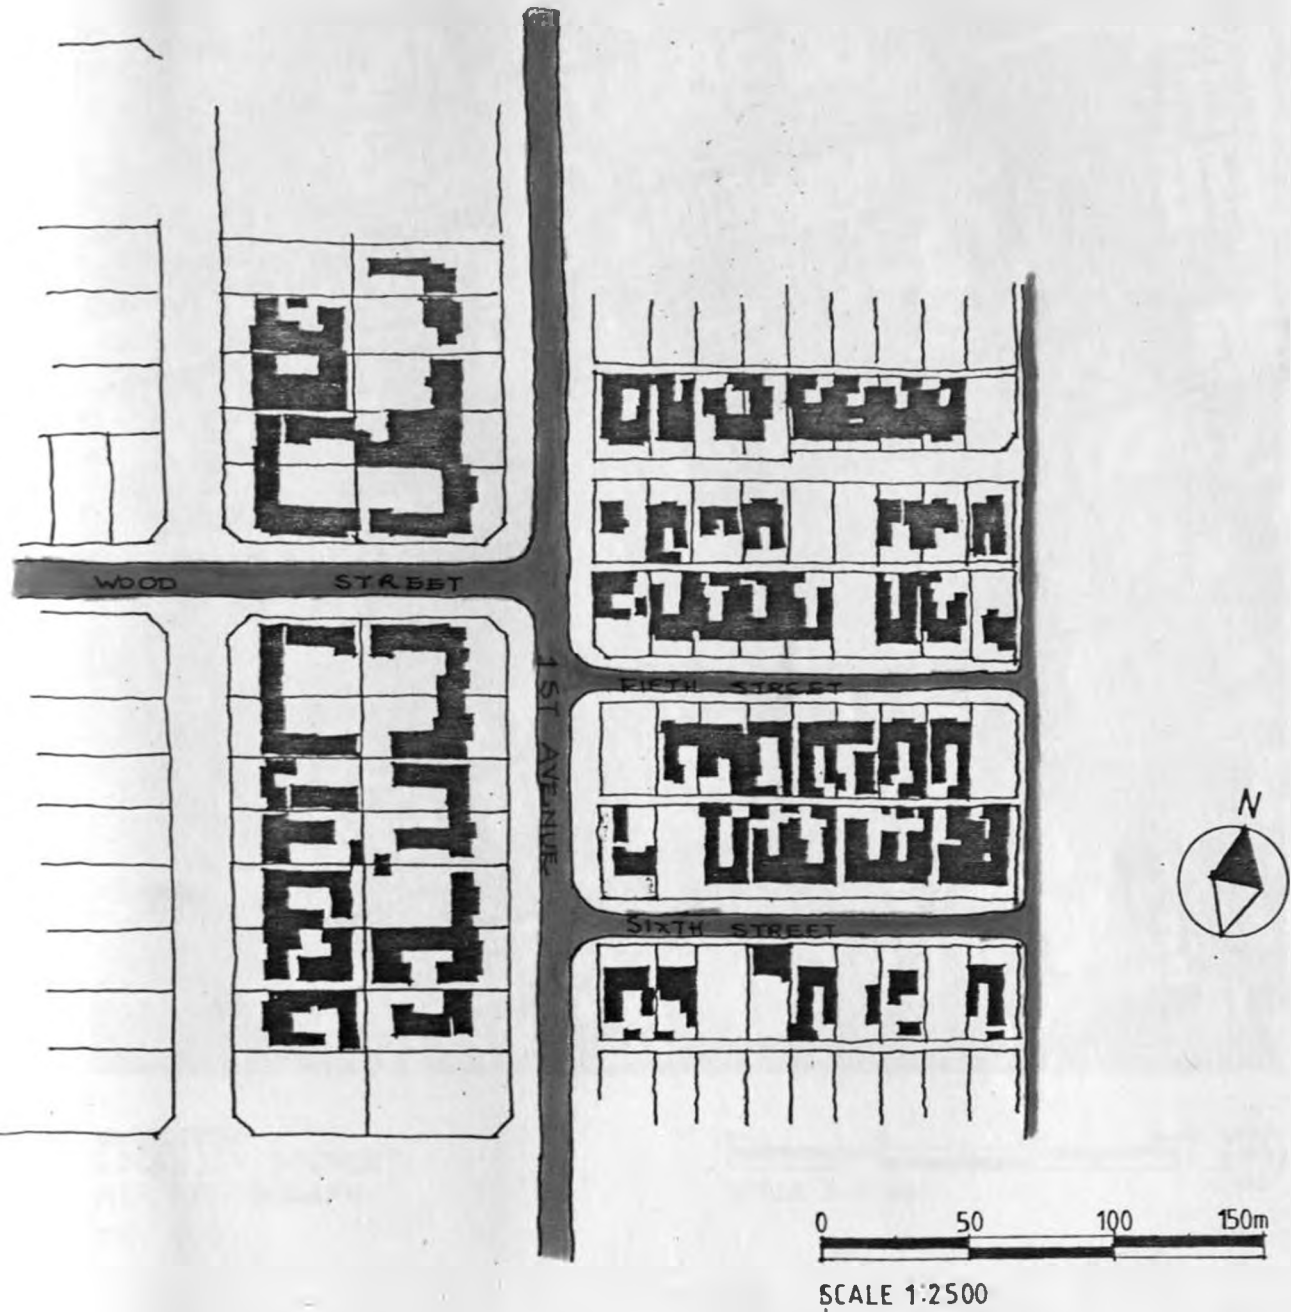 WOOD STREET
1ST AVENUE
FIFTH STREET
SIXTH STREET
N
0 50 100 150m
SCALE 1:2500